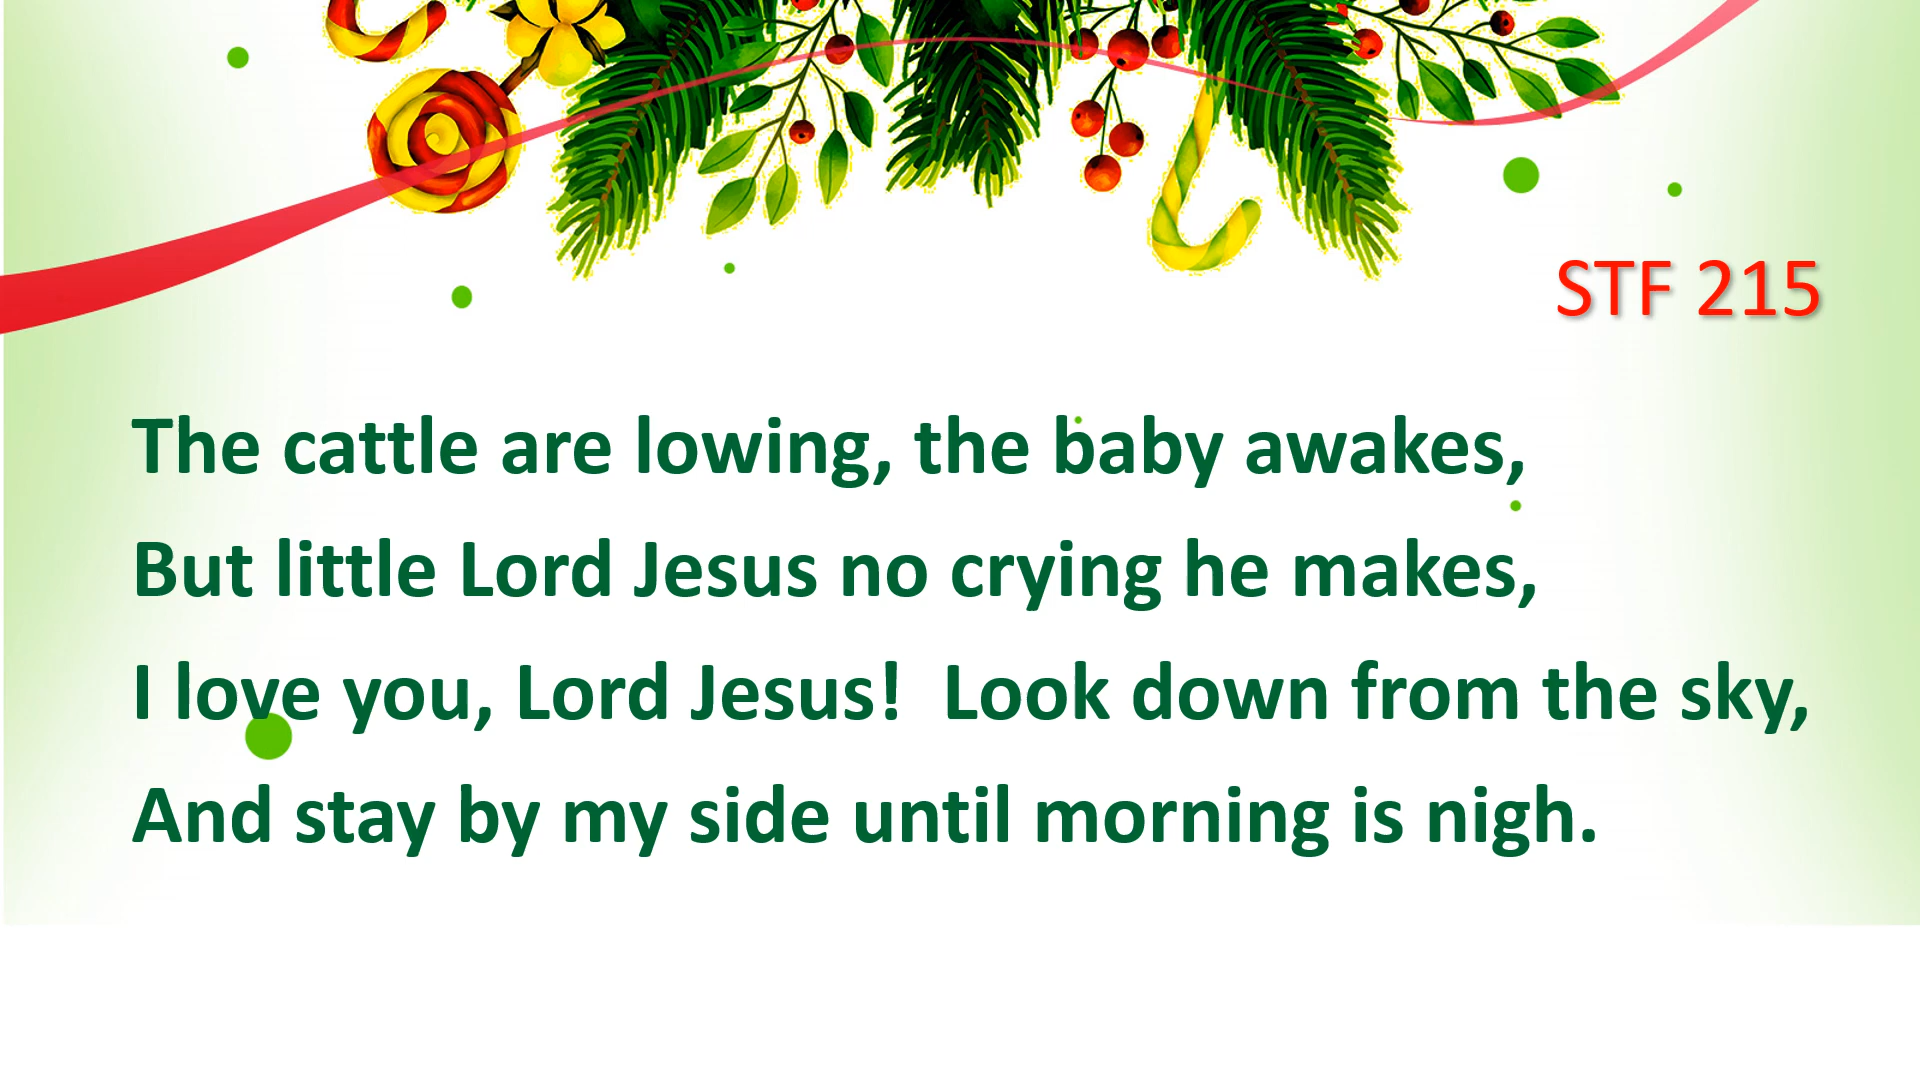 STF 215
The cattle are lowing, the baby awakes,
But little Lord Jesus no crying he makes,
I love you, Lord Jesus!  Look down from the sky,
And stay by my side until morning is nigh.